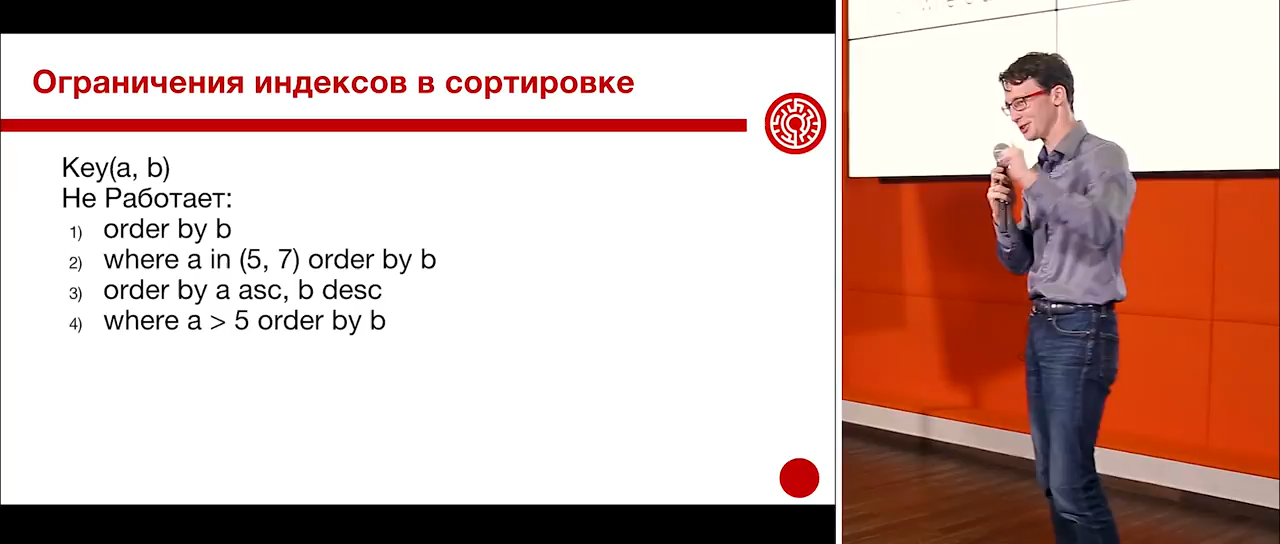 Ограничения индексов в сортировке
Key(a, b)
Не Работает:
1) order by b
2) where a in (5, 7) order by b
3) order by a asc, b desc
4) where a > 5 order by b